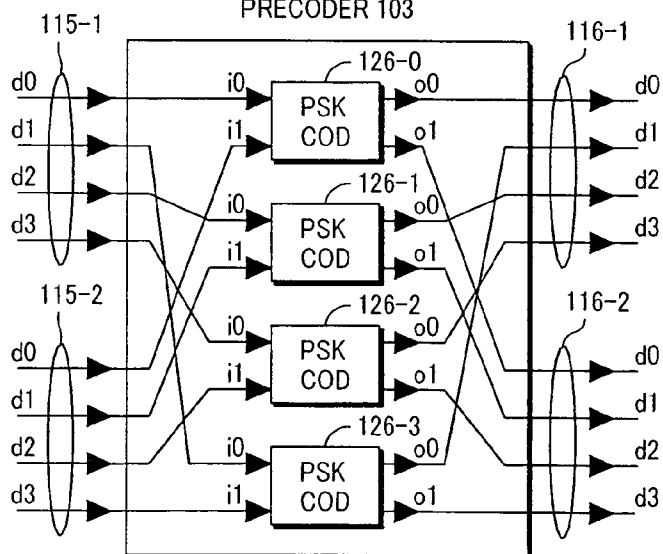 PRECODER 103
115-1
116-1
126-0
d0
i0
PSK
COD
o0
d0
d1
i1
o1
d1
126-1
d2
i0
PSK
COD
o0
d2
d3
i1
o1
d3
115-2
126-2
116-2
i0
PSK
COD
o0
d0
i1
o1
d0
d1
126-3
d1
d2
i0
PSK
COD
o0
d2
d3
i1
o1
d3